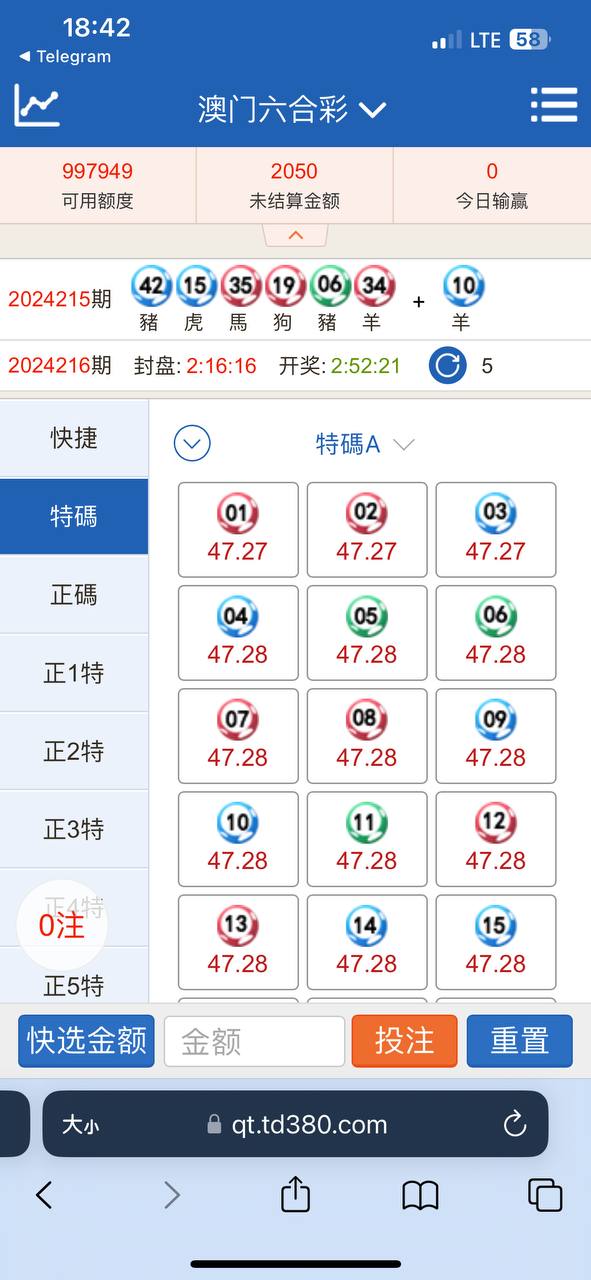 18:42
◀ Telegram
LTE 58
澳门六合彩
997949 2050 0
可用额度 未结算金额 今日输赢
2024215期 42 15 35 19 06 34 + 10
豬 虎 馬 狗 豬 羊 羊
2024216期 封盘: 2:16:16 开奖: 2:52:21 5
快捷
特碼
正碼
正1特
正2特
正3特
正4特
0注
正5特
特碼A
01 02 03
47.27 47.27 47.27
04 05 06
47.28 47.28 47.28
07 08 09
47.28 47.28 47.28
10 11 12
47.28 47.28 47.28
13 14 15
47.28 47.28 47.28
快选金额 金额 投注 重置
大小 qt.td380.com